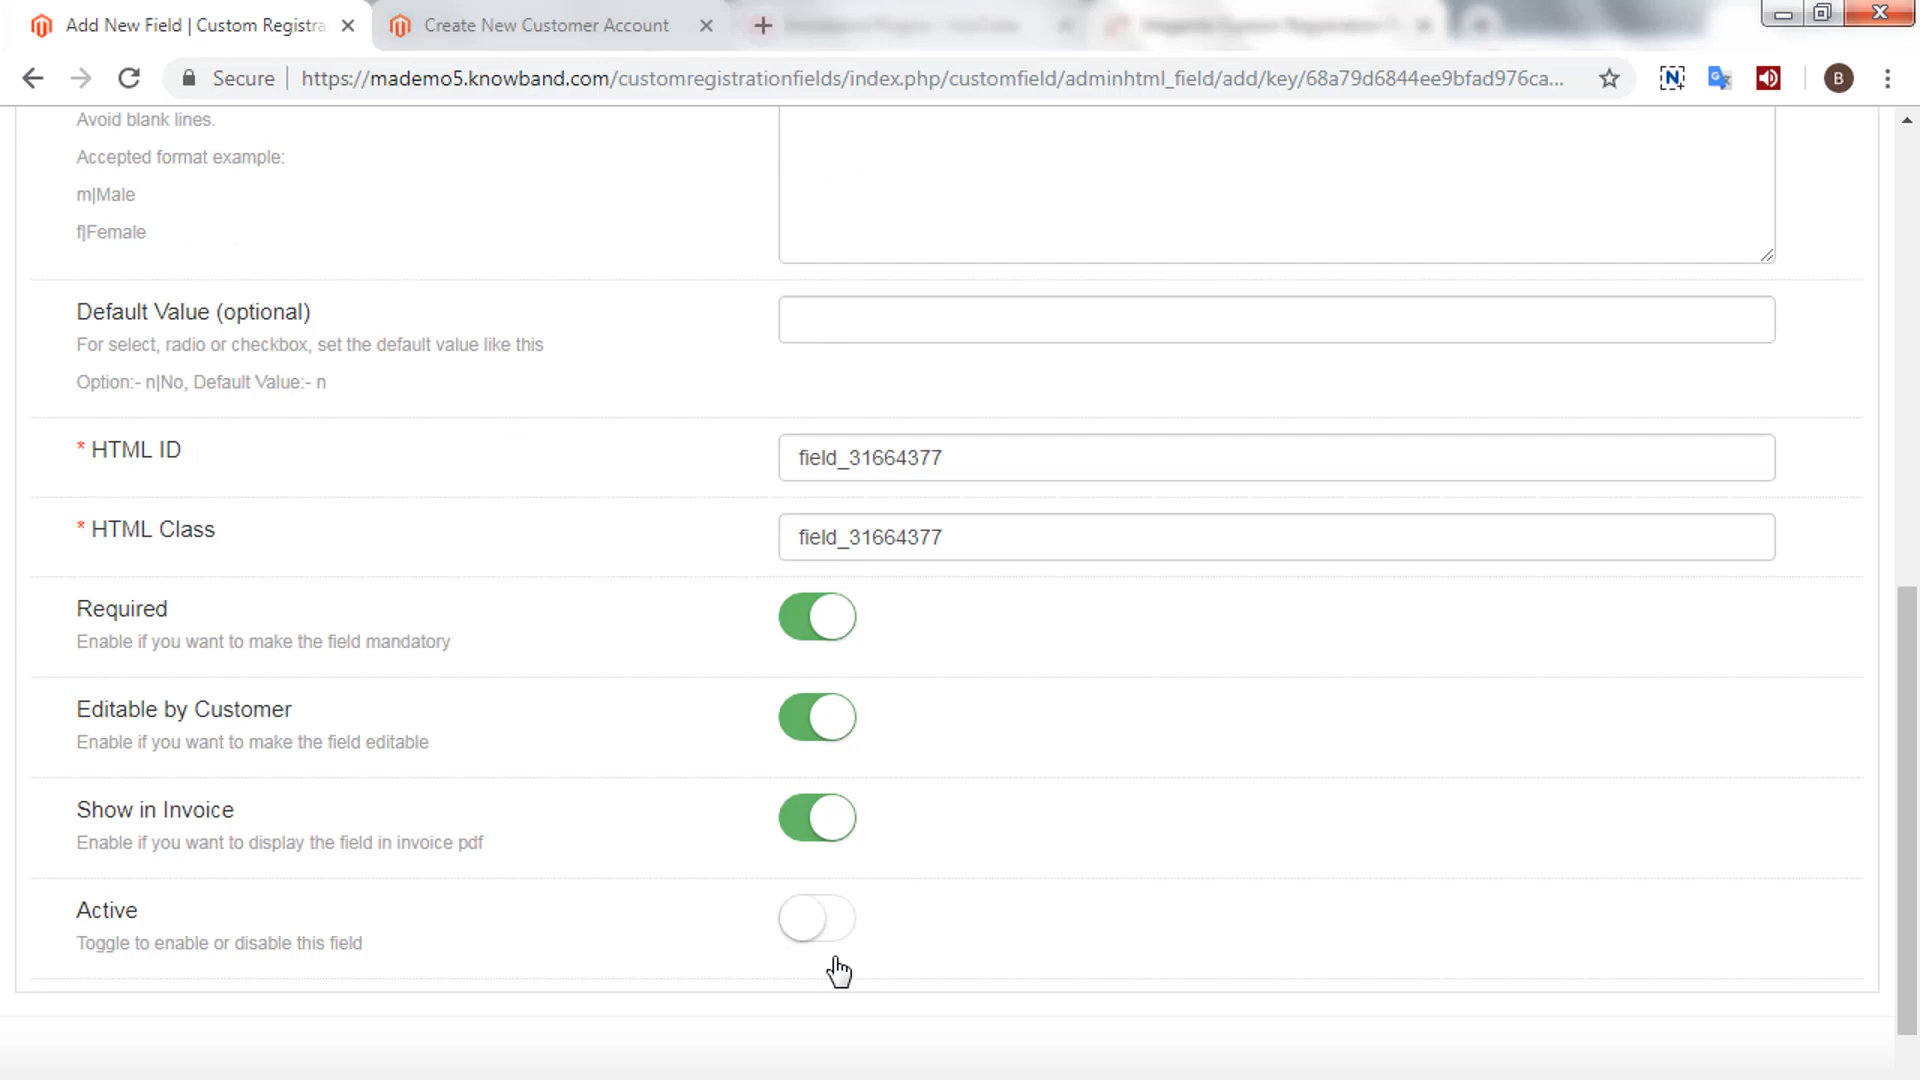 Add New Field | Custom Registra
Create New Customer Account
Secure
https://mademo5.knowband.com/customregistrationfields/index.php/customfield/adminhtml_field/add/key/68a79d6844ee9bfad976ca...
B
Avoid blank lines.
Accepted format example:
m|Male
f|Female
Default Value (optional)
For select, radio or checkbox, set the default value like this
Option:- n|No, Default Value:- n
* HTML ID
field_31664377
* HTML Class
field_31664377
Required
Enable if you want to make the field mandatory
Editable by Customer
Enable if you want to make the field editable
Show in Invoice
Enable if you want to display the field in invoice pdf
Active
Toggle to enable or disable this field